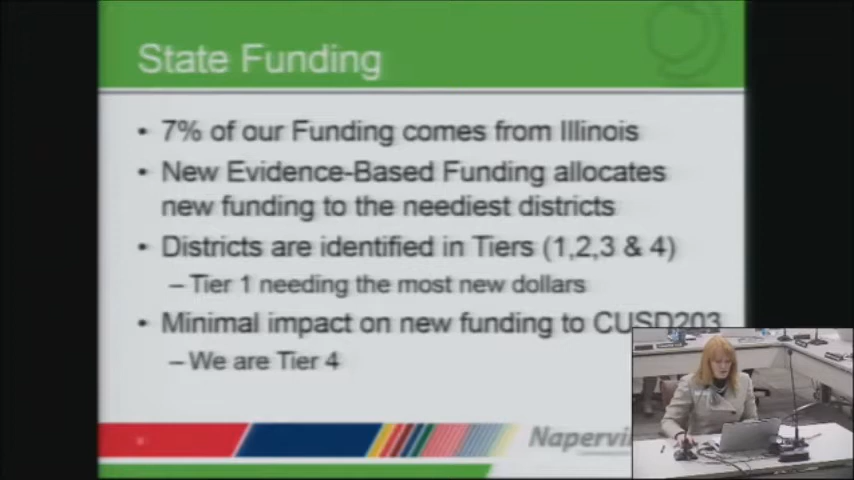 State Funding
• 7% of our Funding comes from Illinois
• New Evidence-Based Funding allocates
new funding to the neediest districts
• Districts are identified in Tiers (1,2,3 & 4)
– Tier 1 needing the most new dollars
• Minimal impact on new funding to CUSD203
– We are Tier 4